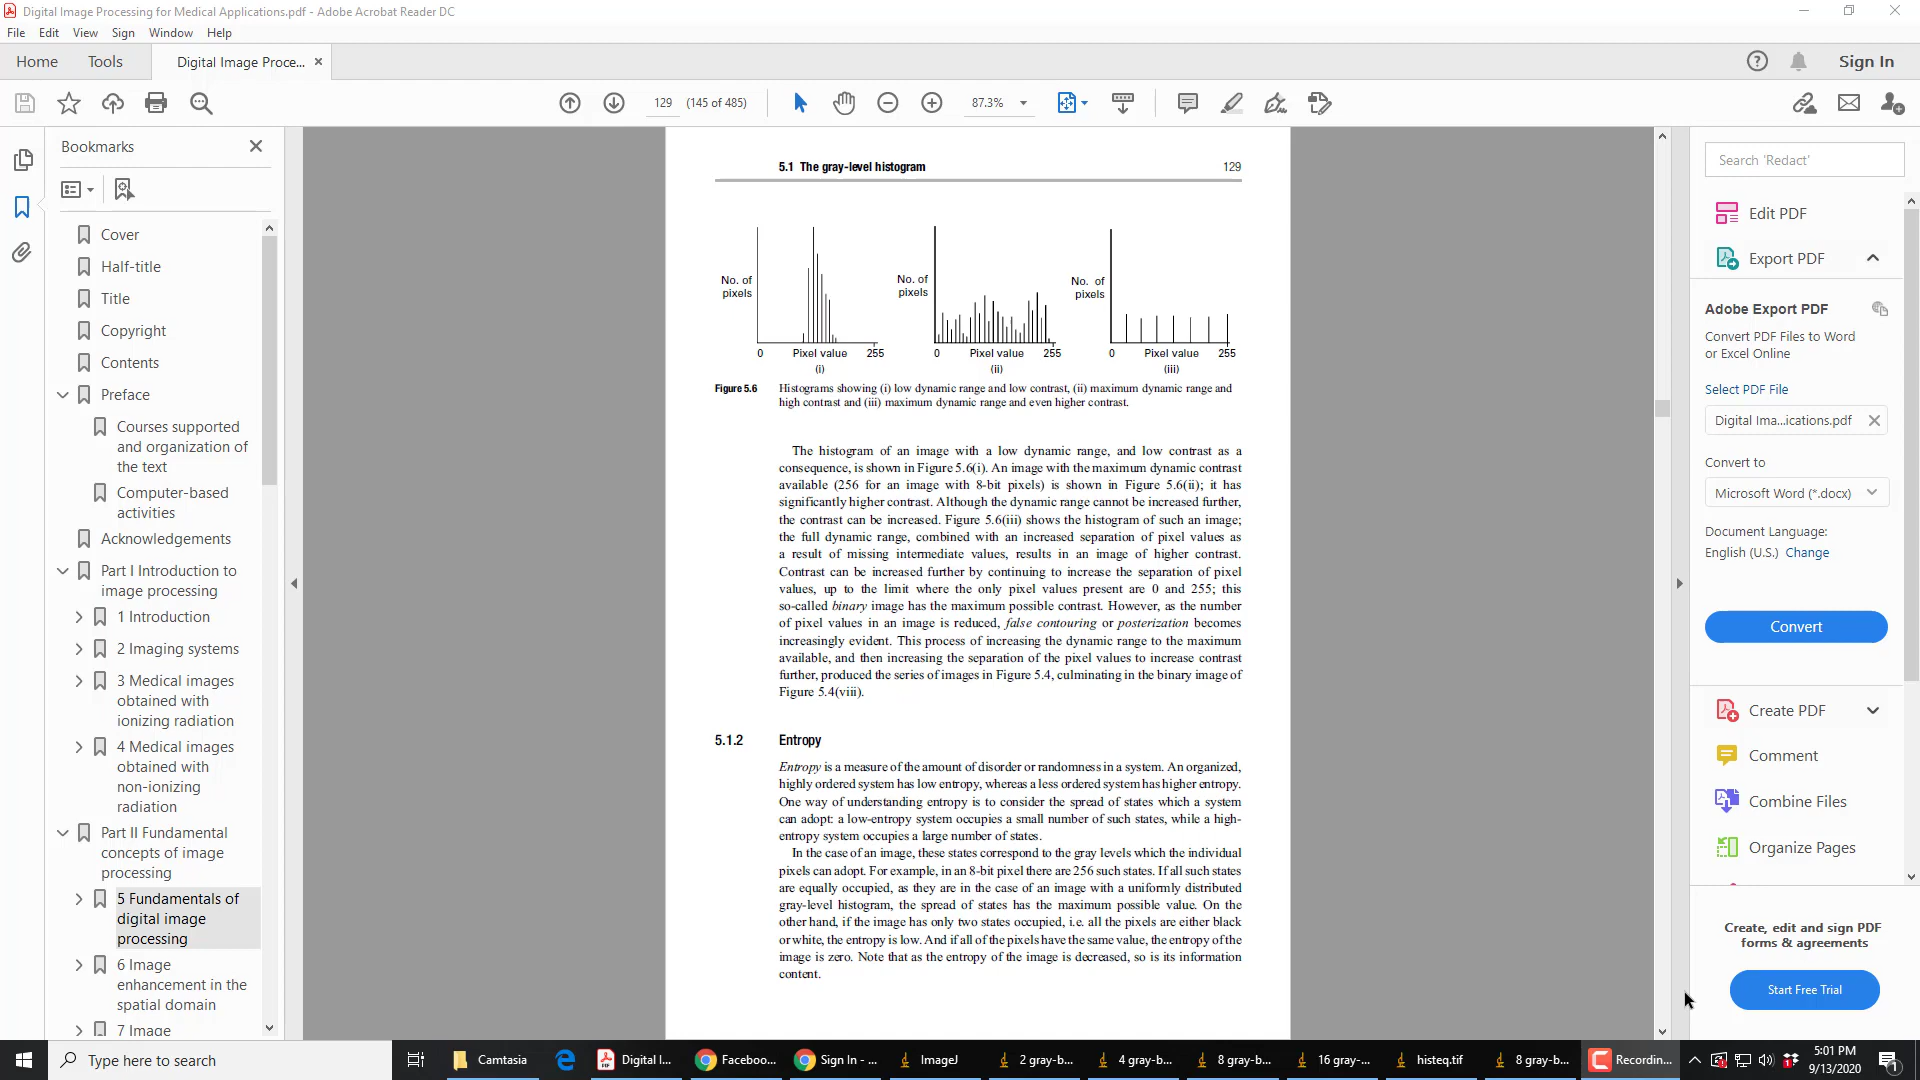 Digital Image Processing for Medical Applications.pdf - Adobe Acrobat Reader DC
File Edit View Sign Window Help
Home Tools Digital Image Proce... Sign In
129 (145 of 485) 87.3%
Bookmarks
Cover
Half-title
Title
Copyright
Contents
Preface
Courses supported
and organization of
the text
Computer-based
activities
Acknowledgements
Part I Introduction to
image processing
1 Introduction
2 Imaging systems
3 Medical images
obtained with
ionizing radiation
4 Medical images
obtained with
non-ionizing
radiation
Part II Fundamental
concepts of image
processing
5 Fundamentals of
digital image
processing
6 Image
enhancement in the
spatial domain
7 Image
5.1 The gray-level histogram 129
No. of
pixels
0 Pixel value 255
(i)
No. of
pixels
0 Pixel value 255
(ii)
No. of
pixels
0 Pixel value 255
(iii)
Figure 5.6 Histograms showing (i) low dynamic range and low contrast, (ii) maximum dynamic range and
high contrast and (iii) maximum dynamic range and even higher contrast.
The histogram of an image with a low dynamic range, and low contrast as a
consequence, is shown in Figure 5.6(i). An image with the maximum dynamic contrast
available (256 for an image with 8-bit pixels) is shown in Figure 5.6(ii); it has
significantly higher contrast. Although the dynamic range cannot be increased further,
the contrast can be increased. Figure 5.6(iii) shows the histogram of such an image;
the full dynamic range, combined with an increased separation of pixel values as
a result of missing intermediate values, results in an image of higher contrast.
Contrast can be increased further by continuing to increase the separation of pixel
values, up to the limit where the only pixel values present are 0 and 255; this
so-called binary image has the maximum possible contrast. However, as the number
of pixel values in an image is reduced, false contouring or posterization becomes
increasingly evident. This process of increasing the dynamic range to the maximum
available, and then increasing the separation of the pixel values to increase contrast
further, produced the series of images in Figure 5.4, culminating in the binary image of
Figure 5.4(viii).
5.1.2 Entropy
Entropy is a measure of the amount of disorder or randomness in a system. An organized,
highly ordered system has low entropy, whereas a less ordered system has higher entropy.
One way of understanding entropy is to consider the spread of states which a system
can adopt: a low-entropy system occupies a small number of such states, while a high-
entropy system occupies a large number of states.
In the case of an image, these states correspond to the gray levels which the individual
pixels can adopt. For example, in an 8-bit pixel there are 256 such states. If all such states
are equally occupied, as they are in the case of an image with a uniformly distributed
gray-level histogram, the spread of states has the maximum possible value. On the
other hand, if the image has only two states occupied, i.e. all the pixels are either black
or white, the entropy is low. And if all of the pixels have the same value, the entropy of the
image is zero. Note that as the entropy of the image is decreased, so is its information
content.
Search 'Redact'
Edit PDF
Export PDF
Adobe Export PDF
Convert PDF Files to Word
or Excel Online
Select PDF File
Digital Ima...ications.pdf
Convert to
Microsoft Word (*.docx)
Document Language:
English (U.S.) Change
Convert
Create PDF
Comment
Combine Files
Organize Pages
Create, edit and sign PDF
forms & agreements
Start Free Trial
Type here to search Camtasia Digital I... Faceboo... Sign In - ... ImageJ 2 gray-b... 4 gray-b... 8 gray-b... 16 gray-... histeq.tif 8 gray-b... Recordin...
5:01 PM
9/13/2020
1